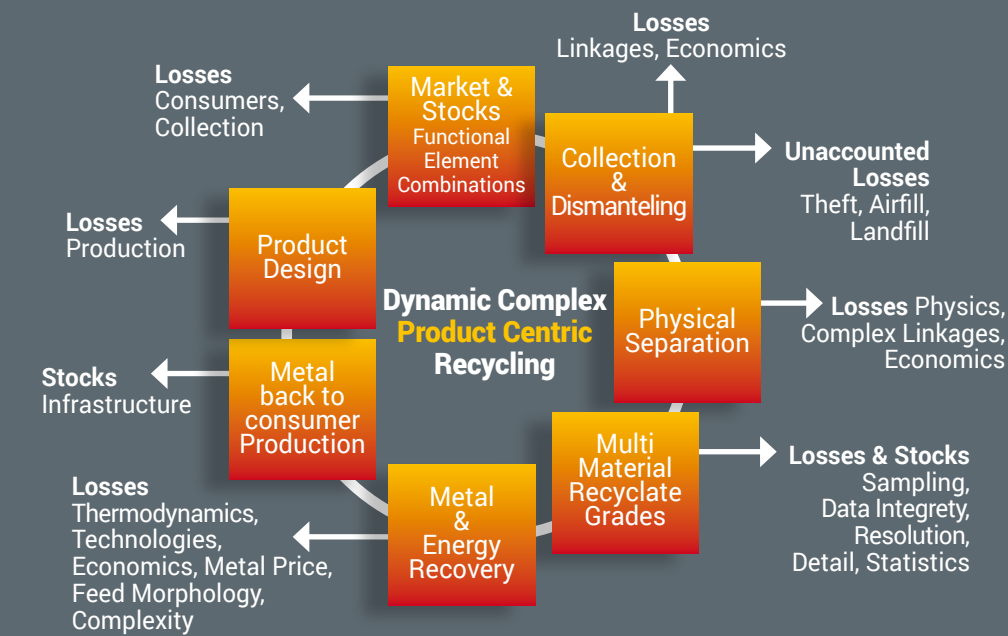 Losses
Linkages, Economics
Losses
Consumers,
Collection
Market &
Stocks
Functional
Element
Combinations
Collection
&
Dismanteling
Unaccounted
Losses
Theft, Airfill,
Landfill
Losses
Production
Product
Design
Dynamic Complex
Product Centric
Recycling
Physical
Separation
Losses Physics,
Complex Linkages,
Economics
Stocks
Infrastructure
Metal
back to
consumer
Production
Multi
Material
Recyclate
Grades
Losses & Stocks
Sampling,
Data Integrety,
Resolution,
Detail, Statistics
Losses
Thermodynamics,
Technologies,
Economics, Metal Price,
Feed Morphology,
Complexity
Metal
&
Energy
Recovery